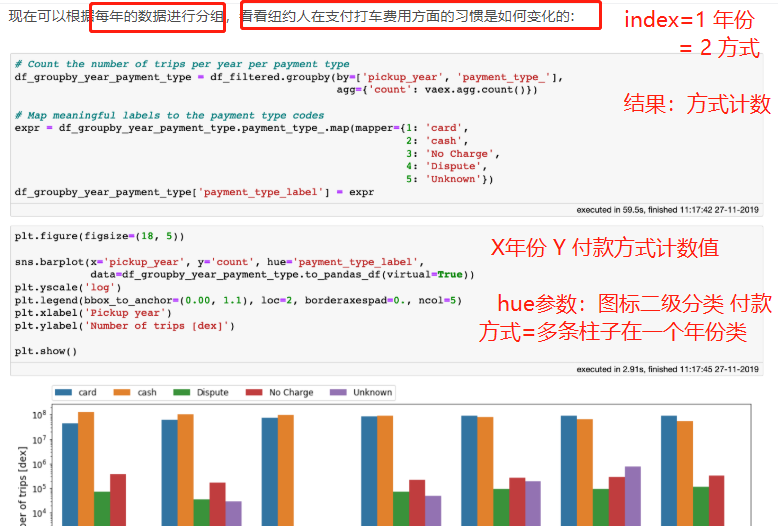 现在可以根据每年的数据进行分组，看看纽约人在支付打车费用方面的习惯是如何变化的：
index=1 年份
= 2 方式
# Count the number of trips per year per payment type
df_groupby_year_payment_type = df_filtered.groupby(by=['pickup_year', 'payment_type_'],
agg={'count': vaex.agg.count()})
结果：方式计数
# Map meaningful labels to the payment type codes
expr = df_groupby_year_payment_type.payment_type_.map(mapper={1: 'card',
2: 'cash',
3: 'No Charge',
4: 'Dispute',
5: 'Unknown'})
df_groupby_year_payment_type['payment_type_label'] = expr
executed in 59.5s, finished 11:17:42 27-11-2019
plt.figure(figsize=(18, 5))
X年份 Y 付款方式计数值
sns.barplot(x='pickup_year', y='count', hue='payment_type_label',
data=df_groupby_year_payment_type.to_pandas_df(virtual=True))
plt.yscale('log')
plt.legend(bbox_to_anchor=(0.00, 1.1), loc=2, borderaxespad=0., ncol=5)
plt.xlabel('Pickup year')
plt.ylabel('Number of trips [dex]')
hue参数：图标二级分类 付款
方式=多条柱子在一个年份类
plt.show()
executed in 2.91s, finished 11:17:45 27-11-2019
card cash Dispute No Charge Unknown
10⁸
10⁷
10⁶
10⁵
10⁴
of trips [dex]